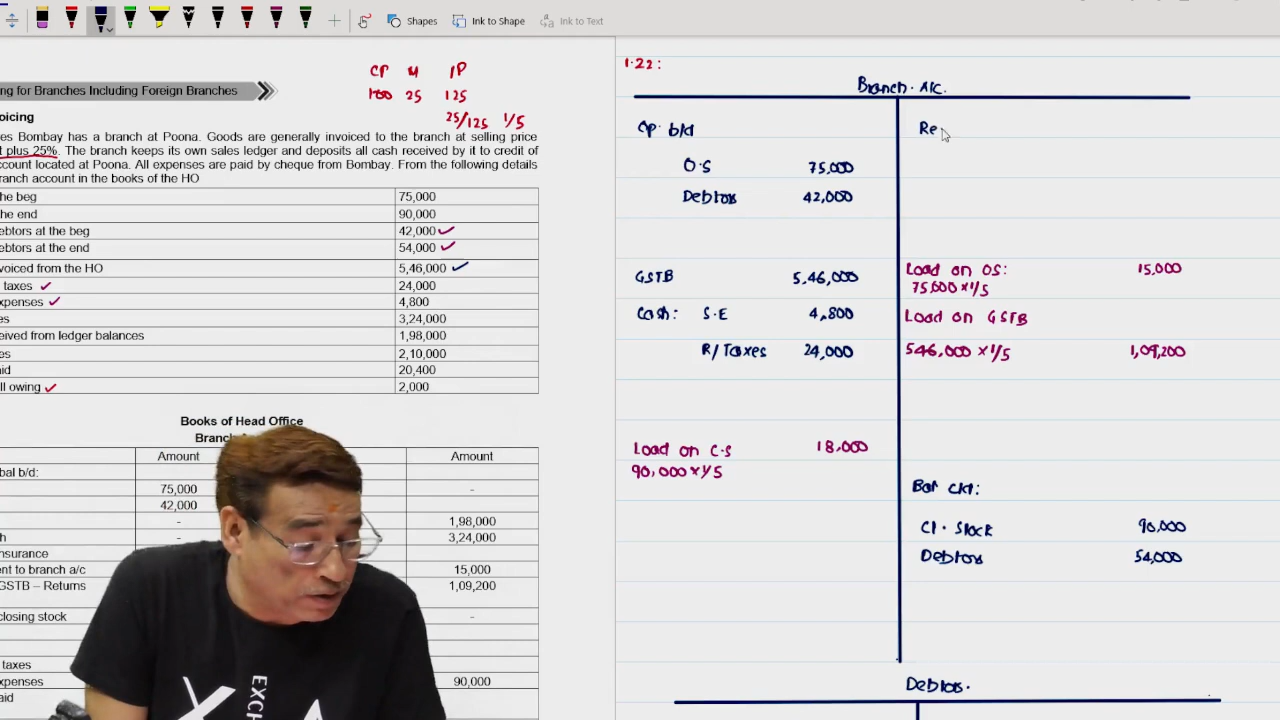 Shapes
Ink to Shape
Ink to Text
ng for Branches Including Foreign Branches
CP M IP
100 25 125
25/125 1/5
voicing
es Bombay has a branch at Poona. Goods are generally invoiced to the branch at selling price
t plus 25%. The branch keeps its own sales ledger and deposits all cash received by it to credit of
ccount located at Poona. All expenses are paid by cheque from Bombay. From the following details
ranch account in the books of the HO
he beg 75,000
he end 90,000
ebtors at the beg 42,000
ebtors at the end 54,000
voiced from the HO 5,46,000
taxes 24,000
xpenses 4,800
es 3,24,000
eived from ledger balances 1,98,000
es 2,10,000
aid 20,400
ll owing 2,000
Books of Head Office
Branch
Amount Amount
bal b/d:
75,000 -
42,000
- 1,98,000
h 3,24,000
nsurance
ent to branch a/c 15,000
GSTB – Returns 1,09,200
closing stock -
taxes
xpenses 90,000
aid
EXC
1.22:
Branch. A/c.
Op b/d Re
O.S 75,000
Debtors 42,000
GSTB 5,46,000
Load on OS: 15,000
75,000 x 1/5
Cash: S.E 4,800
Load on GSTB
R/Taxes 24,000
546,000 x 1/5 1,09,200
Load on C.S 18,000
90,000 x 1/5
Bal c/d:
Cl. Stock 90,000
Debtors 54,000
Debtors.